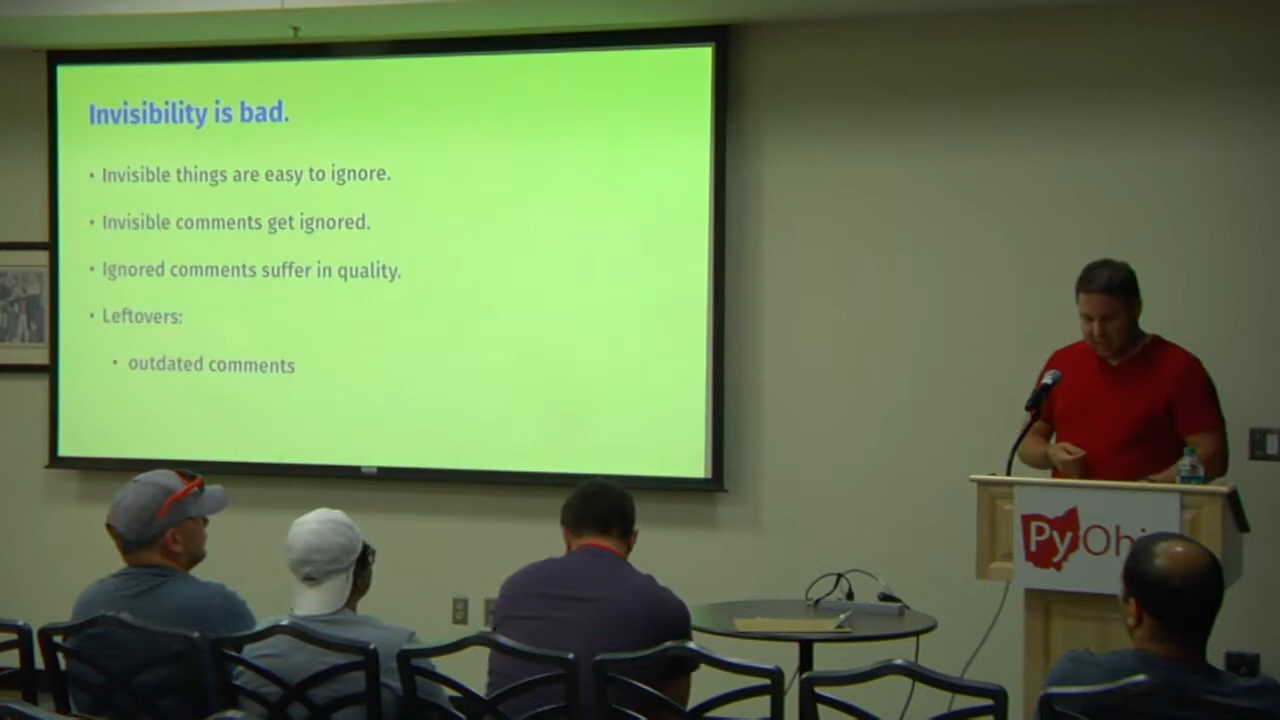 Invisibility is bad.
• Invisible things are easy to ignore.
• Invisible comments get ignored.
• Ignored comments suffer in quality.
• Leftovers:
• outdated comments
PyOhi